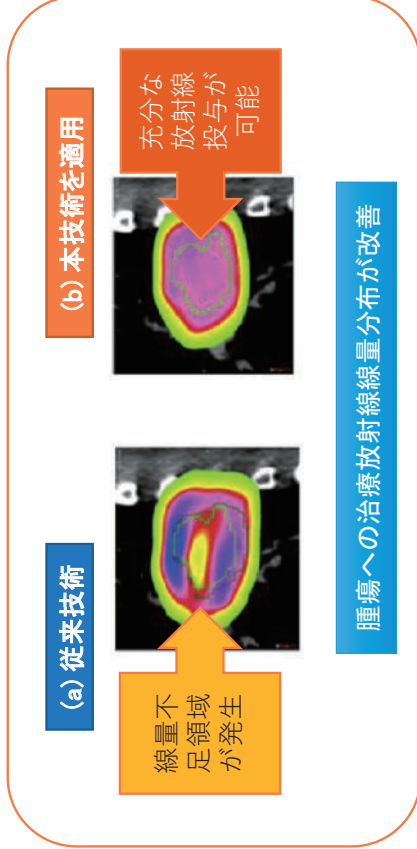 (a) 従来技術
線量不
足領域
が発生
(b) 本技術を適用
充分な
放射線
投与が
可能
腫瘍への治療放射線線量分布が改善